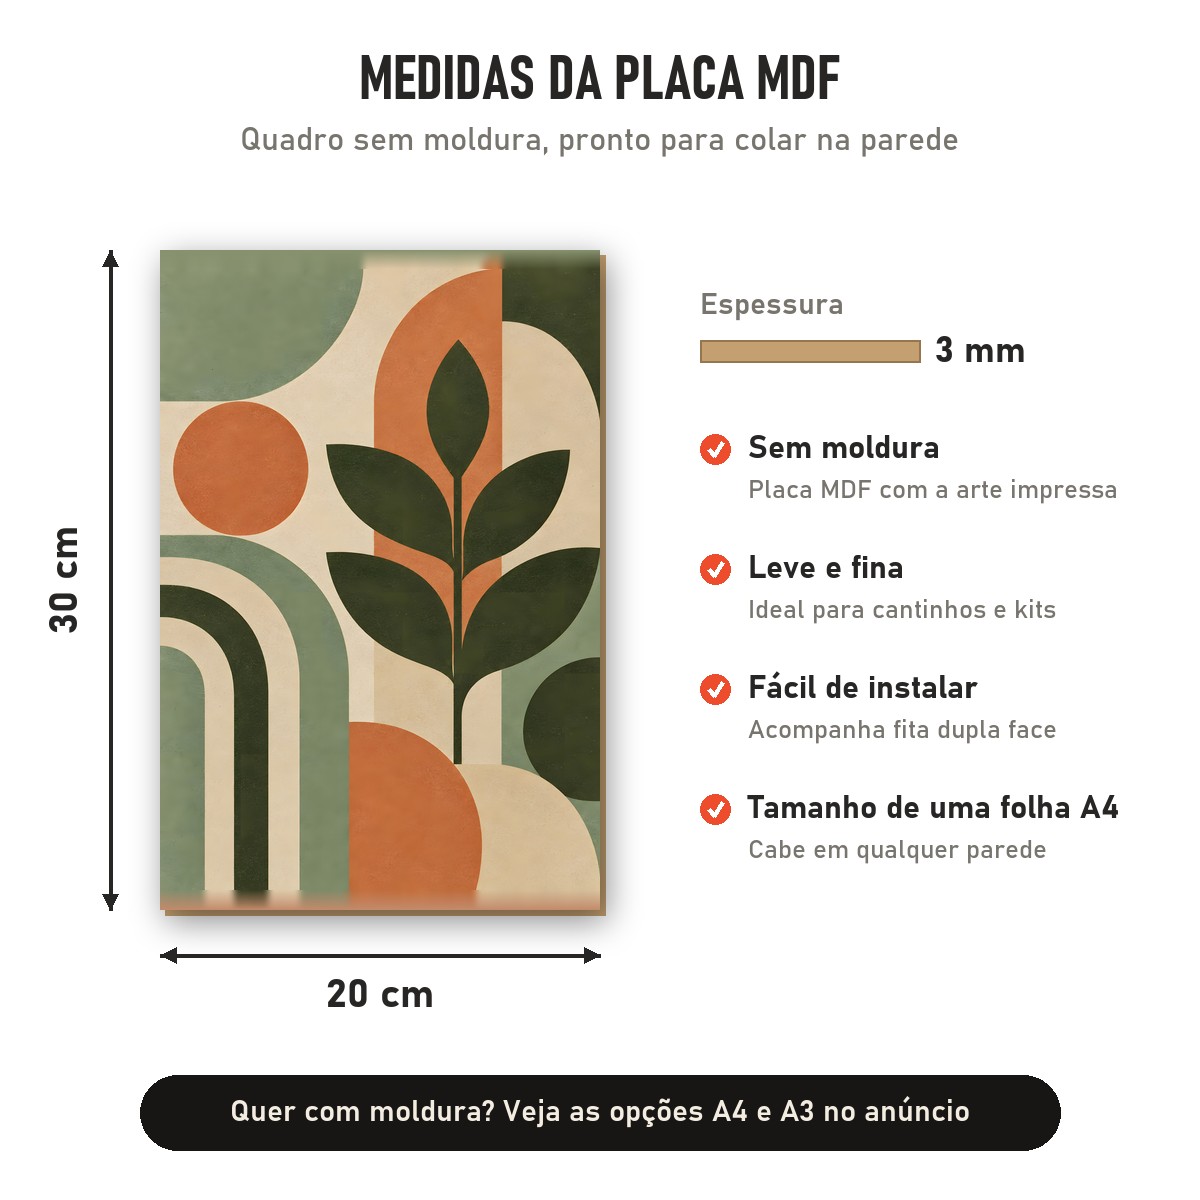 MEDIDAS DA PLACA MDF
Quadro sem moldura, pronto para colar na parede
Espessura
3 mm
Sem moldura
Placa MDF com a arte impressa
Leve e fina
Ideal para cantinhos e kits
Fácil de instalar
Acompanha fita dupla face
Tamanho de uma folha A4
Cabe em qualquer parede
30 cm
20 cm
Quer com moldura? Veja as opções A4 e A3 no anúncio